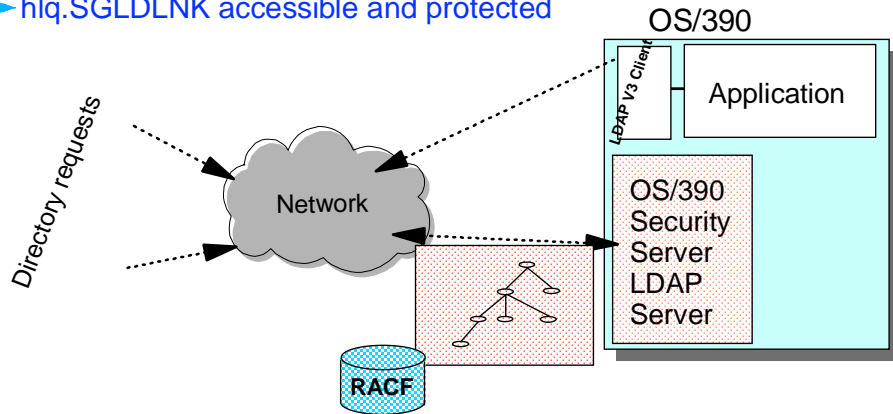 hlq.SGLDLNK accessible and protected
OS/390
LDAP V3 Client
Application
Directory requests
Network
OS/390
Security
Server
LDAP
Server
RACF